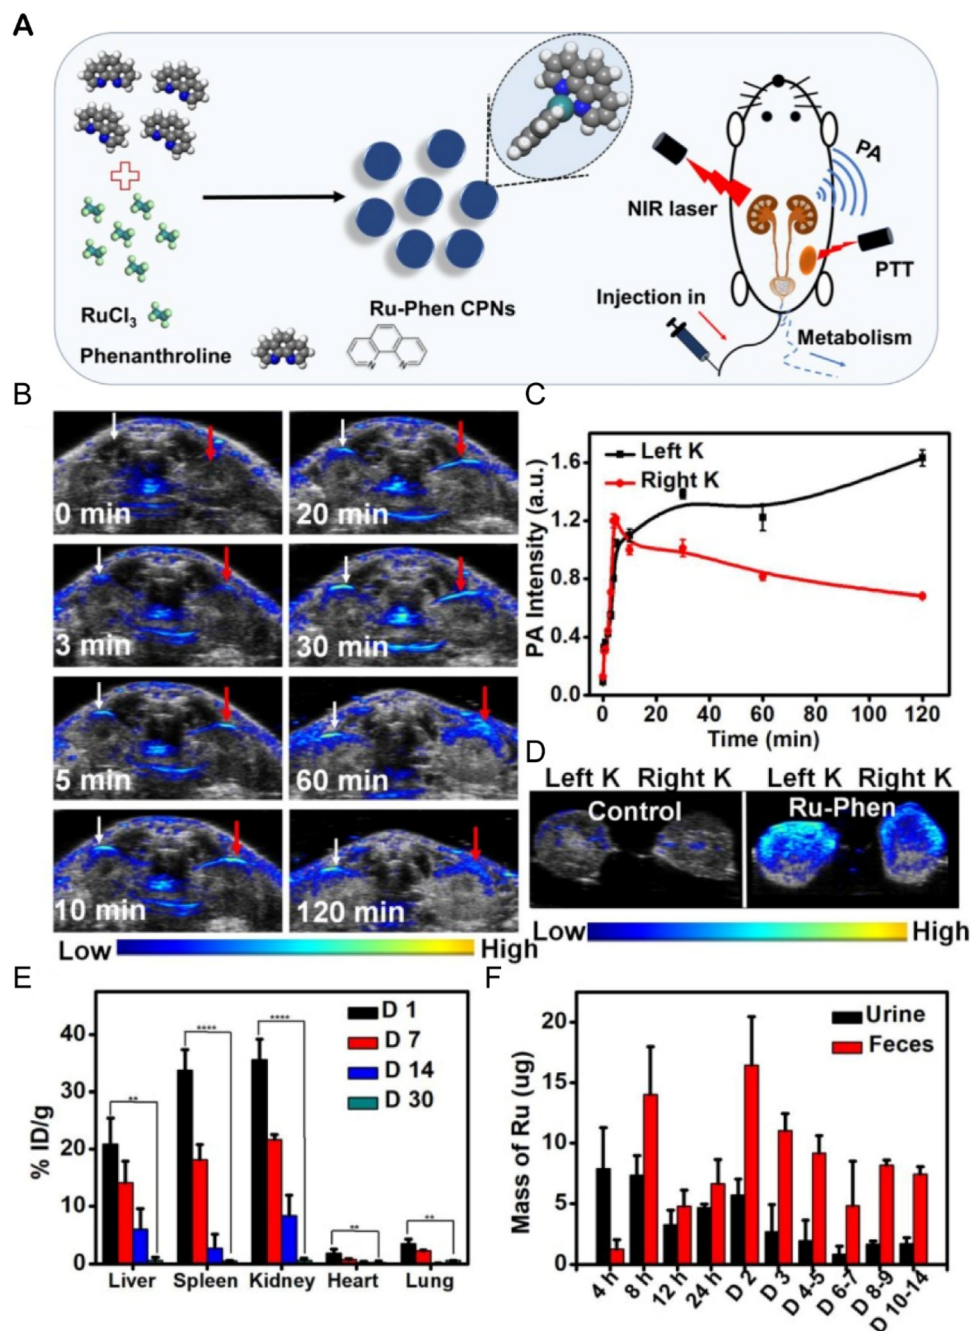 A
NIR laser
PA
PTT
RuCl3
Phenanthroline
Ru-Phen CPNs
N N
Injection in
Metabolism
B
0 min
20 min
3 min
30 min
5 min
60 min
10 min
120 min
Low High
C
PA Intensity (a.u.)
1.6
1.2
0.8
0.4
0.0
Left K
Right K
0 20 40 60 80 100 120
Time (min)
D
Left K Right K Left K Right K
Control Ru-Phen
Low High
E
% ID/g
40
30
20
10
0
D 1
D 7
D 14
D 30
** **** **** ** **
Liver Spleen Kidney Heart Lung
F
Mass of Ru (ug)
20
15
10
5
0
Urine
Feces
4 h 8 h 12 h 24 h D 2 D 3 D 4-5 D 6-7 D 8-9 D 10-14